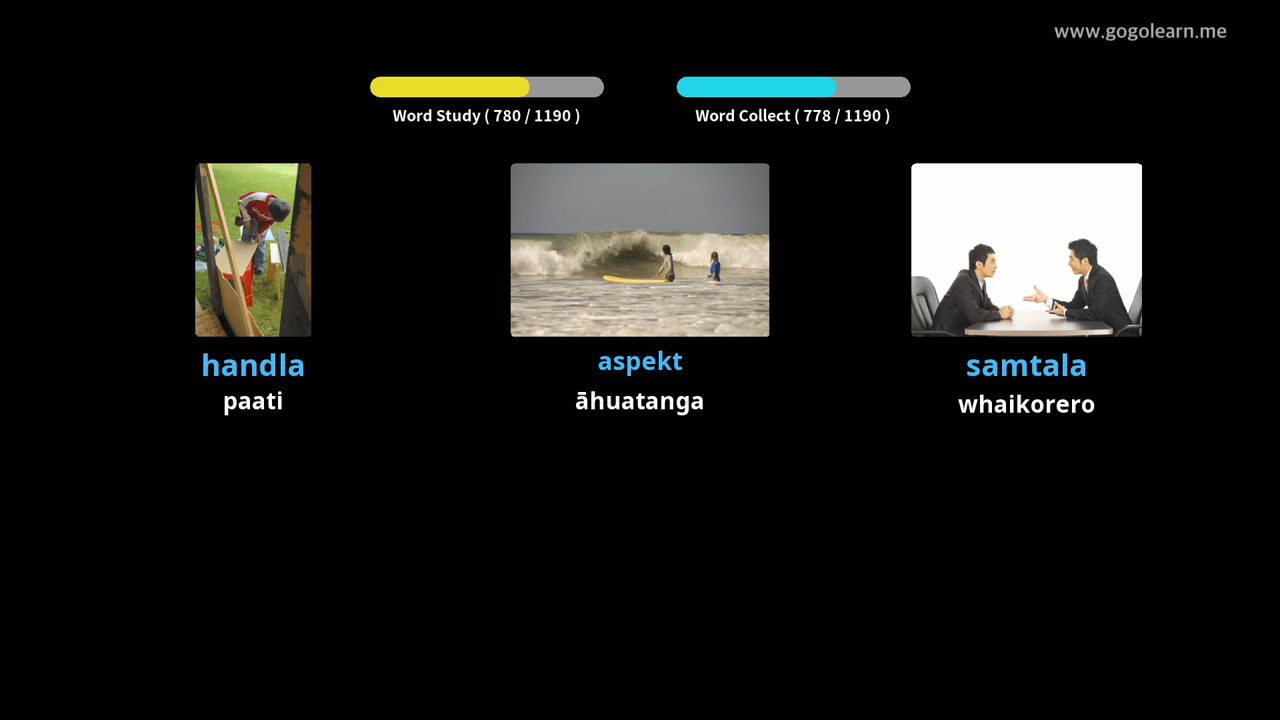 www.gogolearn.me
Word Study ( 780 / 1190 )
Word Collect ( 778 / 1190 )
handla
paati
aspekt
āhuatanga
samtala
whaikorero